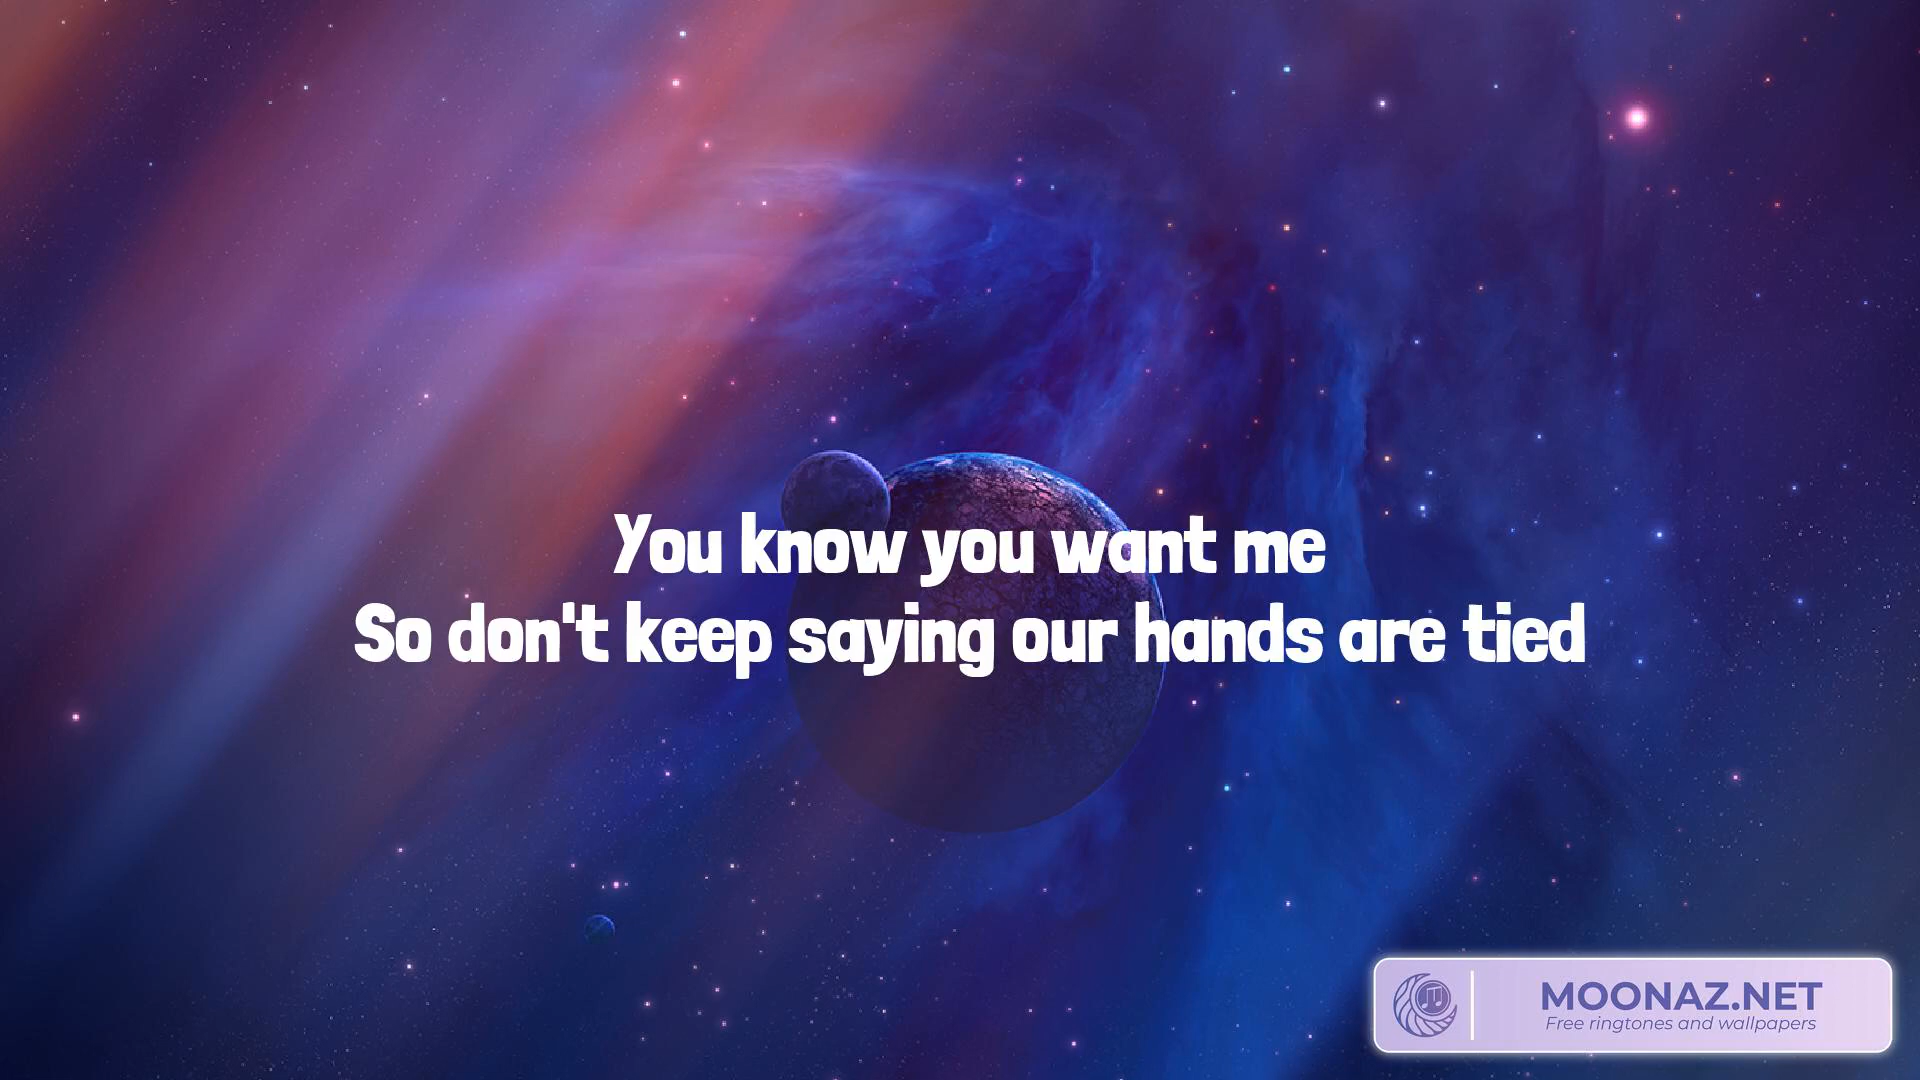 You know you want me
So don't keep saying our hands are tied
MOONAZ.NET
Free ringtones and wallpapers